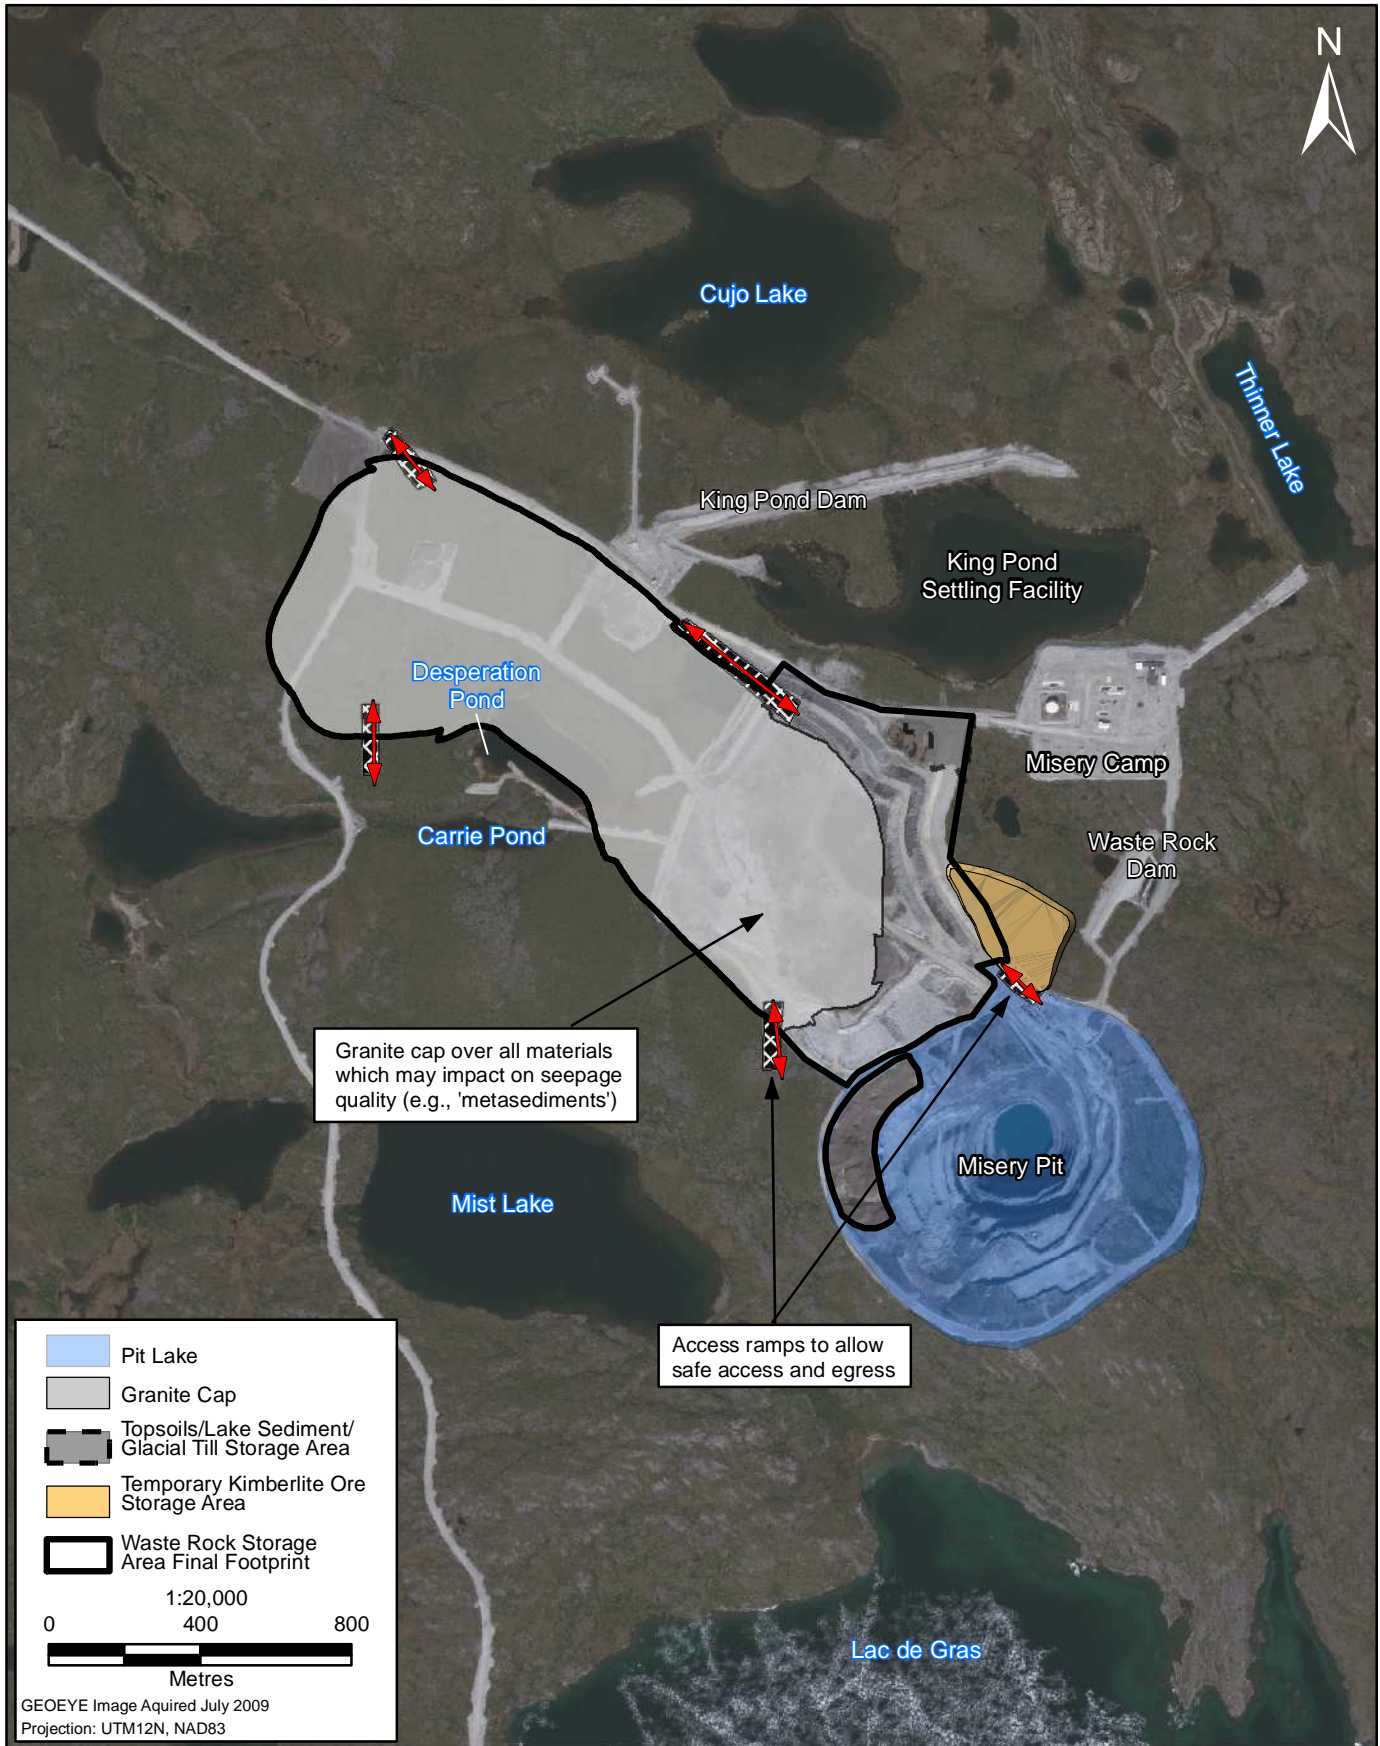 N
Cujo Lake
Thinner Lake
King Pond Dam
King Pond
Settling Facility
Desperation
Pond
Misery Camp
Carrie Pond
Waste Rock
Dam
Granite cap over all materials
which may impact on seepage
quality (e.g., 'metasediments')
Misery Pit
Mist Lake
Access ramps to allow
safe access and egress
Pit Lake
Granite Cap
Topsoils/Lake Sediment/
Glacial Till Storage Area
Temporary Kimberlite Ore
Storage Area
Waste Rock Storage
Area Final Footprint
1:20,000
0 400 800
Metres
Lac de Gras
GEOEYE Image Aquired July 2009
Projection: UTM12N, NAD83